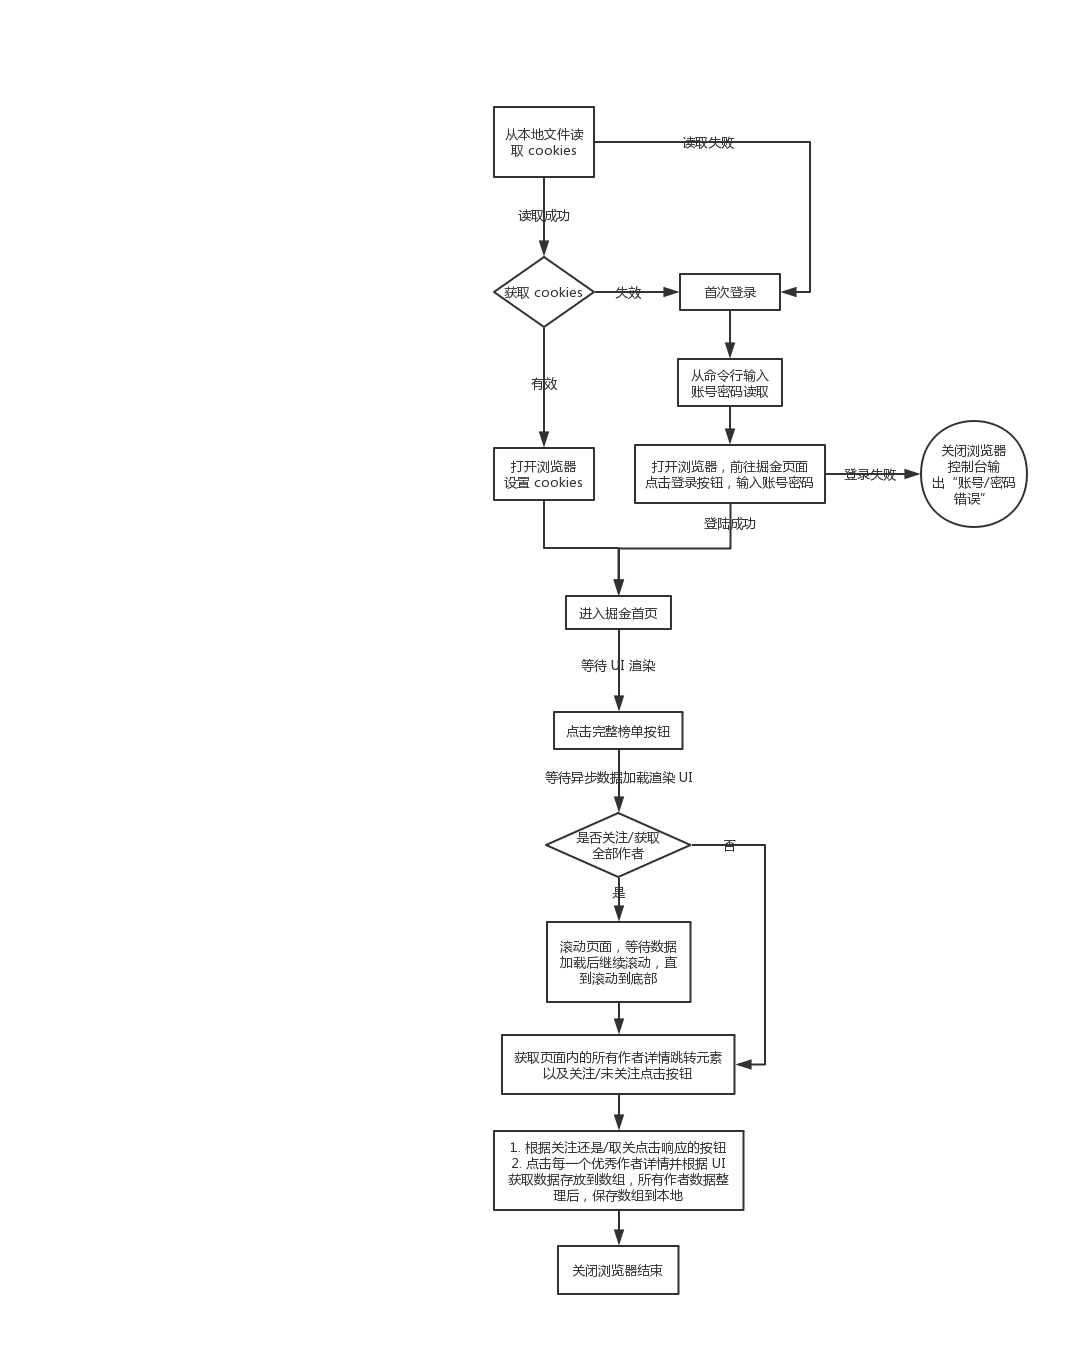 从本地文件读
取 cookies
读取失败
读取成功
获取 cookies
失效
首次登录
有效
从命令行输入
账号密码读取
打开浏览器
设置 cookies
打开浏览器，前往掘金页面
点击登录按钮，输入账号密码
登录失败
关闭浏览器
控制台输
出“账号/密码
错误”
登陆成功
进入掘金首页
等待 UI 渲染
点击完整榜单按钮
等待异步数据加载渲染 UI
是否关注/获取
全部作者
否
是
滚动页面，等待数据
加载后继续滚动，直
到滚动到底部
获取页面内的所有作者详情跳转元素
以及关注/未关注点击按钮
1. 根据关注还是/取关点击响应的按钮
2. 点击每一个优秀作者详情并根据 UI
获取数据存放到数组，所有作者数据整
理后，保存数组到本地
关闭浏览器结束